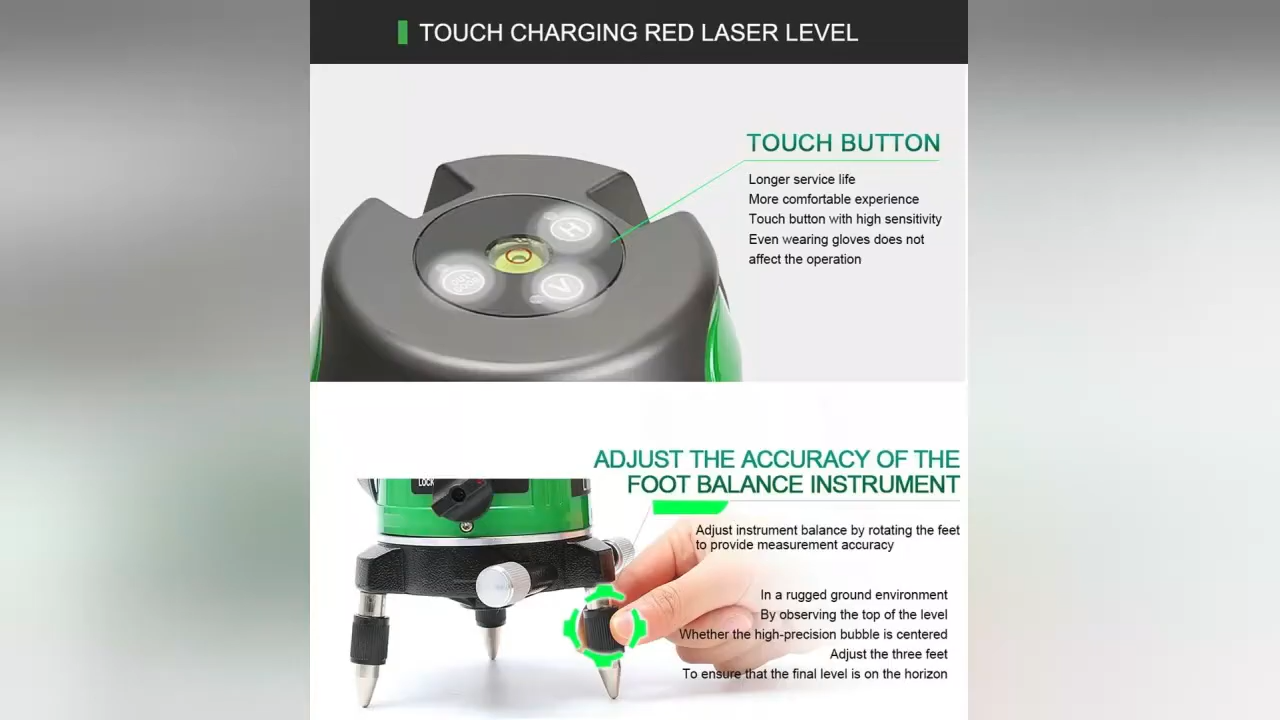 TOUCH CHARGING RED LASER LEVEL
TOUCH BUTTON
Longer service life
More comfortable experience
Touch button with high sensitivity
Even wearing gloves does not
affect the operation
H
OUT
DOOR
V
ADJUST THE ACCURACY OF THE
FOOT BALANCE INSTRUMENT
LOCK
Adjust instrument balance by rotating the feet
to provide measurement accuracy
In a rugged ground environment
By observing the top of the level
Whether the high-precision bubble is centered
Adjust the three feet
To ensure that the final level is on the horizon